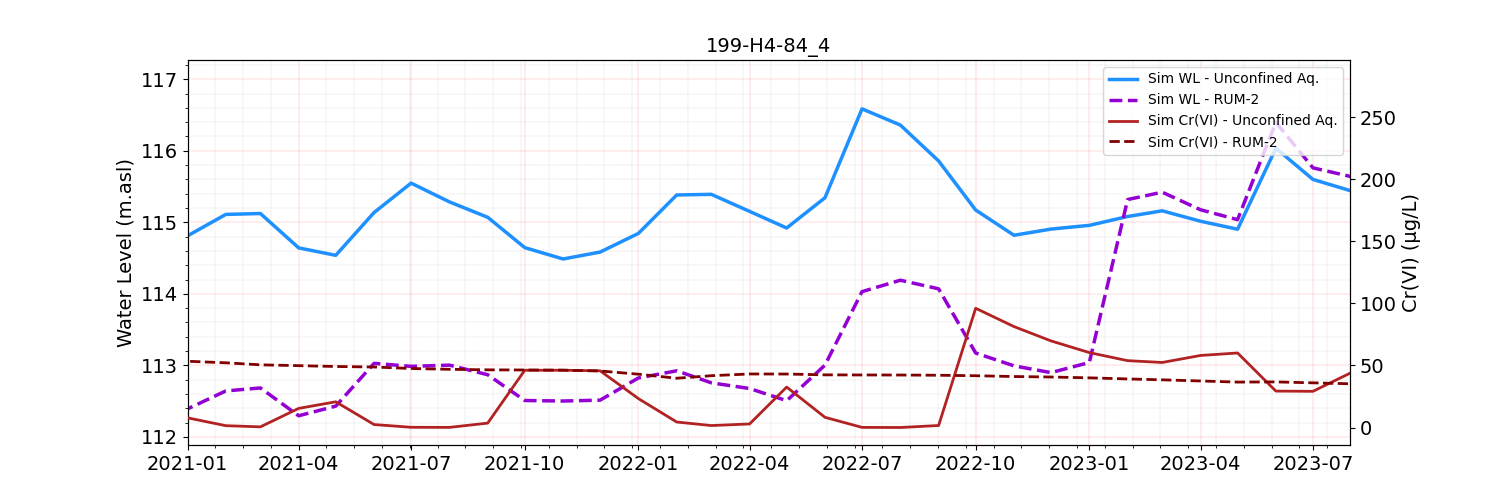 199-H4-84_4
117
116
115
114
113
112
Water Level (m.asl)
Sim WL - Unconfined Aq.
Sim WL - RUM-2
Sim Cr(VI) - Unconfined Aq.
Sim Cr(VI) - RUM-2
250
200
150
100
50
0
Cr(VI) (µg/L)
2021-01 2021-04 2021-07 2021-10 2022-01 2022-04 2022-07 2022-10 2023-01 2023-04 2023-07